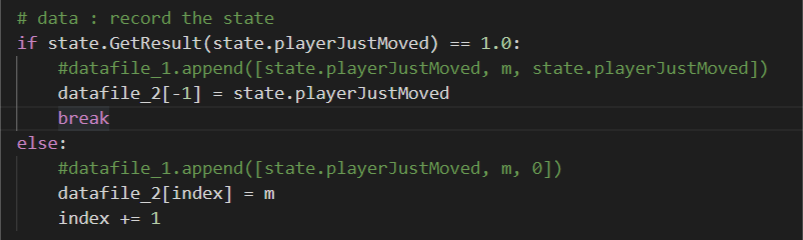 # data : record the state
if state.GetResult(state.playerJustMoved) == 1.0:
    #datafile_1.append([state.playerJustMoved, m, state.playerJustMoved])
    datafile_2[-1] = state.playerJustMoved
    break
else:
    #datafile_1.append([state.playerJustMoved, m, 0])
    datafile_2[index] = m
    index += 1